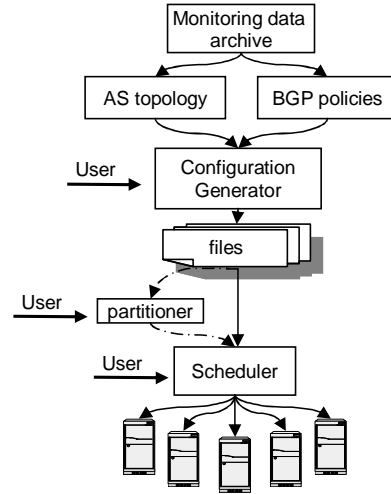 Monitoring data
archive
AS topology
BGP policies
User
Configuration
Generator
files
User
partitioner
User
Scheduler